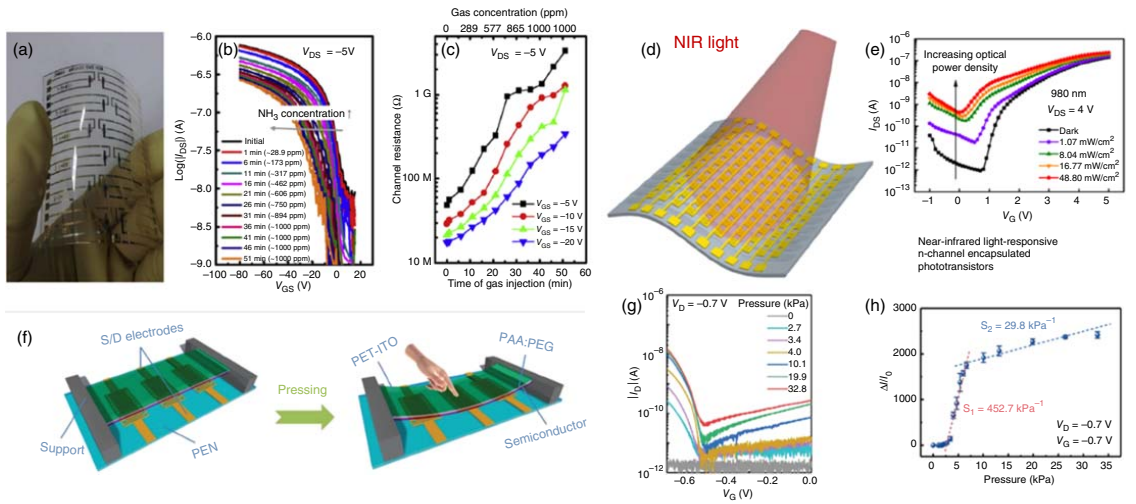 (a)
(b)
V_DS = –5V
NH3 concentration ↑
Initial
1 min (~28.9 ppm)
6 min (~173 ppm)
11 min (~317 ppm)
16 min (~462 ppm)
21 min (~606 ppm)
26 min (~750 ppm)
31 min (~894 ppm)
36 min (~1000 ppm)
41 min (~1000 ppm)
46 min (~1000 ppm)
51 min (~1000 ppm)
Log(|I_DS|) (A)
–6.0
–6.5
–7.0
–7.5
–8.0
–8.5
–9.0
–100 –80 –60 –40 –20 0 20 40
V_GS (V)
Gas concentration (ppm)
0 289 577 865 1000 1000
(c)
V_DS = –5 V
Channel resistance (Ω)
1 G
100 M
10 M
V_GS = –5 V
V_GS = –10 V
V_GS = –15 V
V_GS = –20 V
0 10 20 30 40 50 60
Time of gas injection (min)
(d)
NIR light
(e)
Increasing optical
power density
980 nm
V_DS = 4 V
Dark
1.07 mW/cm2
8.04 mW/cm2
16.77 mW/cm2
48.80 mW/cm2
I_DS (A)
10–6
10–7
10–8
10–9
10–10
10–11
10–12
10–13
–1 0 1 2 3 4 5
V_G (V)
Near-infrared light-responsive
n-channel encapsulated
phototransistors
(f)
S/D electrodes
Support
PEN
Pressing
PET-ITO
PAA:PEG
Semiconductor
(g)
V_D = –0.7 V
Pressure (kPa)
0
2.7
3.4
4.0
10.1
19.9
32.8
|I_D|(A)
10–6
10–8
10–10
10–12
–0.6 –0.4 –0.2 0.0
V_G (V)
(h)
S2 = 29.8 kPa–1
S1 = 452.7 kPa–1
V_D = –0.7 V
V_G = –0.7 V
ΔI/I0
3000
2000
1000
0
0 5 10 15 20 25 30 35
Pressure (kPa)